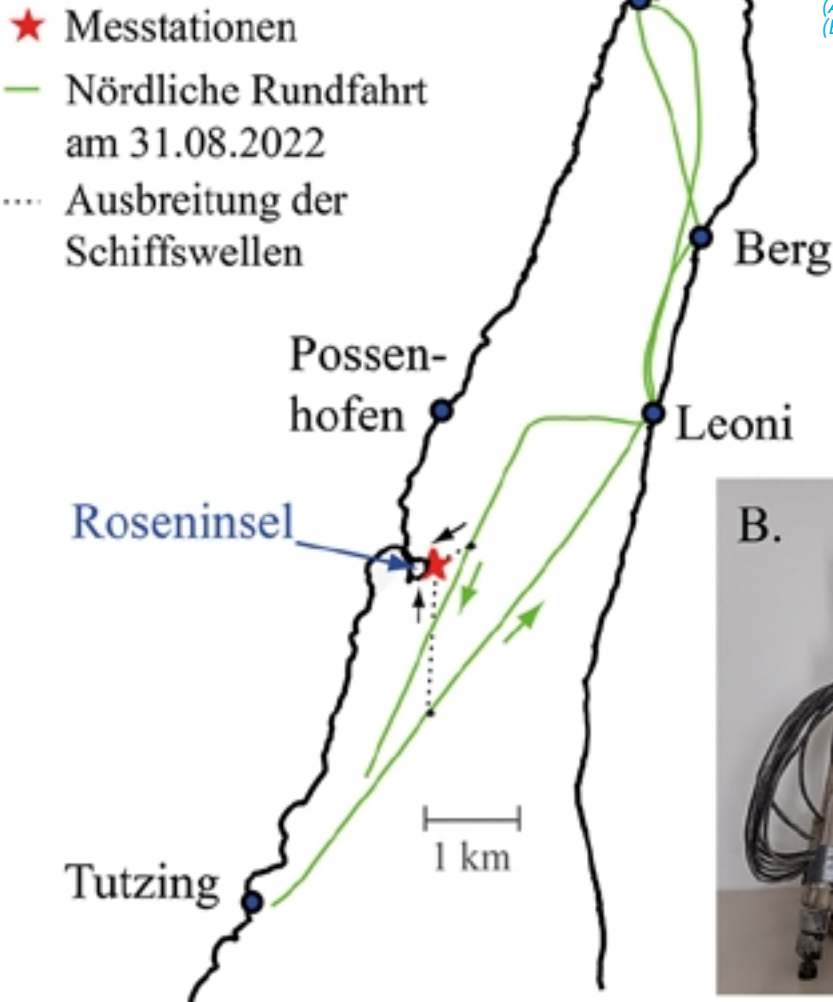 Messtationen
Nördliche Rundfahrt
am 31.08.2022
Ausbreitung der
Schiffswellen
Berg
Possen-
hofen
Leoni
Roseninsel
B.
1 km
Tutzing